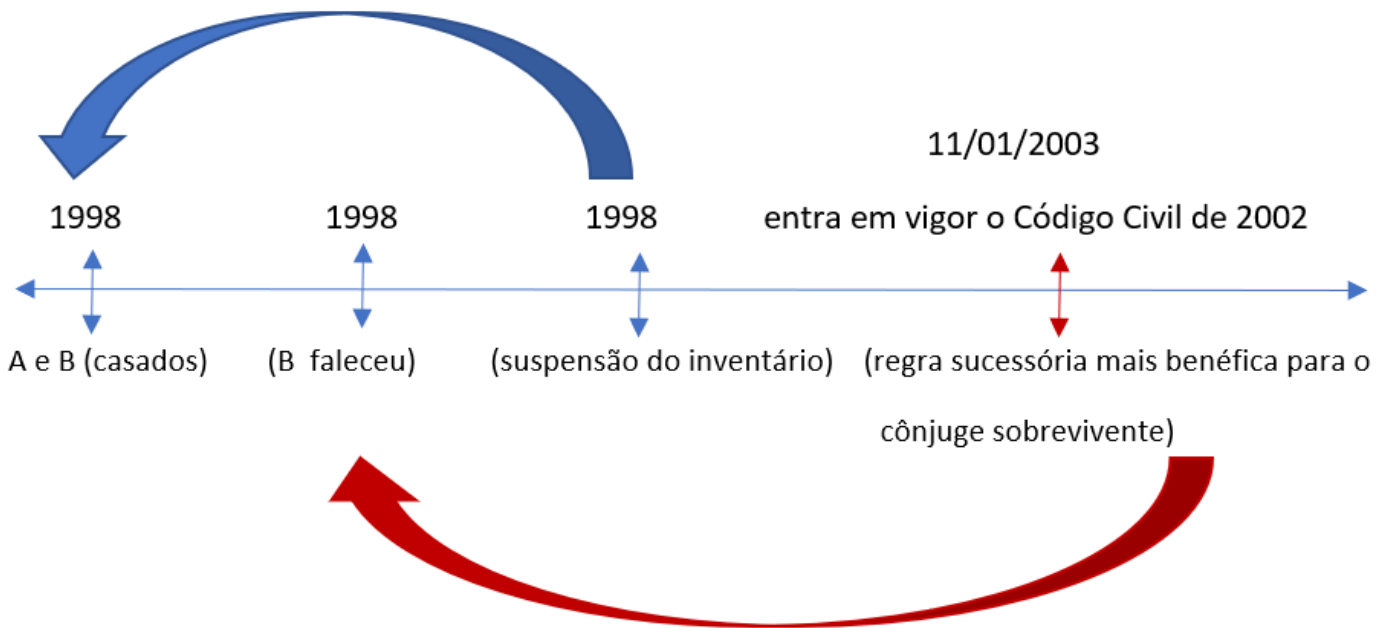 11/01/2003
1998
1998
1998
entra em vigor o Código Civil de 2002
A e B (casados)
(B faleceu)
(suspensão do inventário)
(regra sucessória mais benéfica para o
cônjuge sobrevivente)